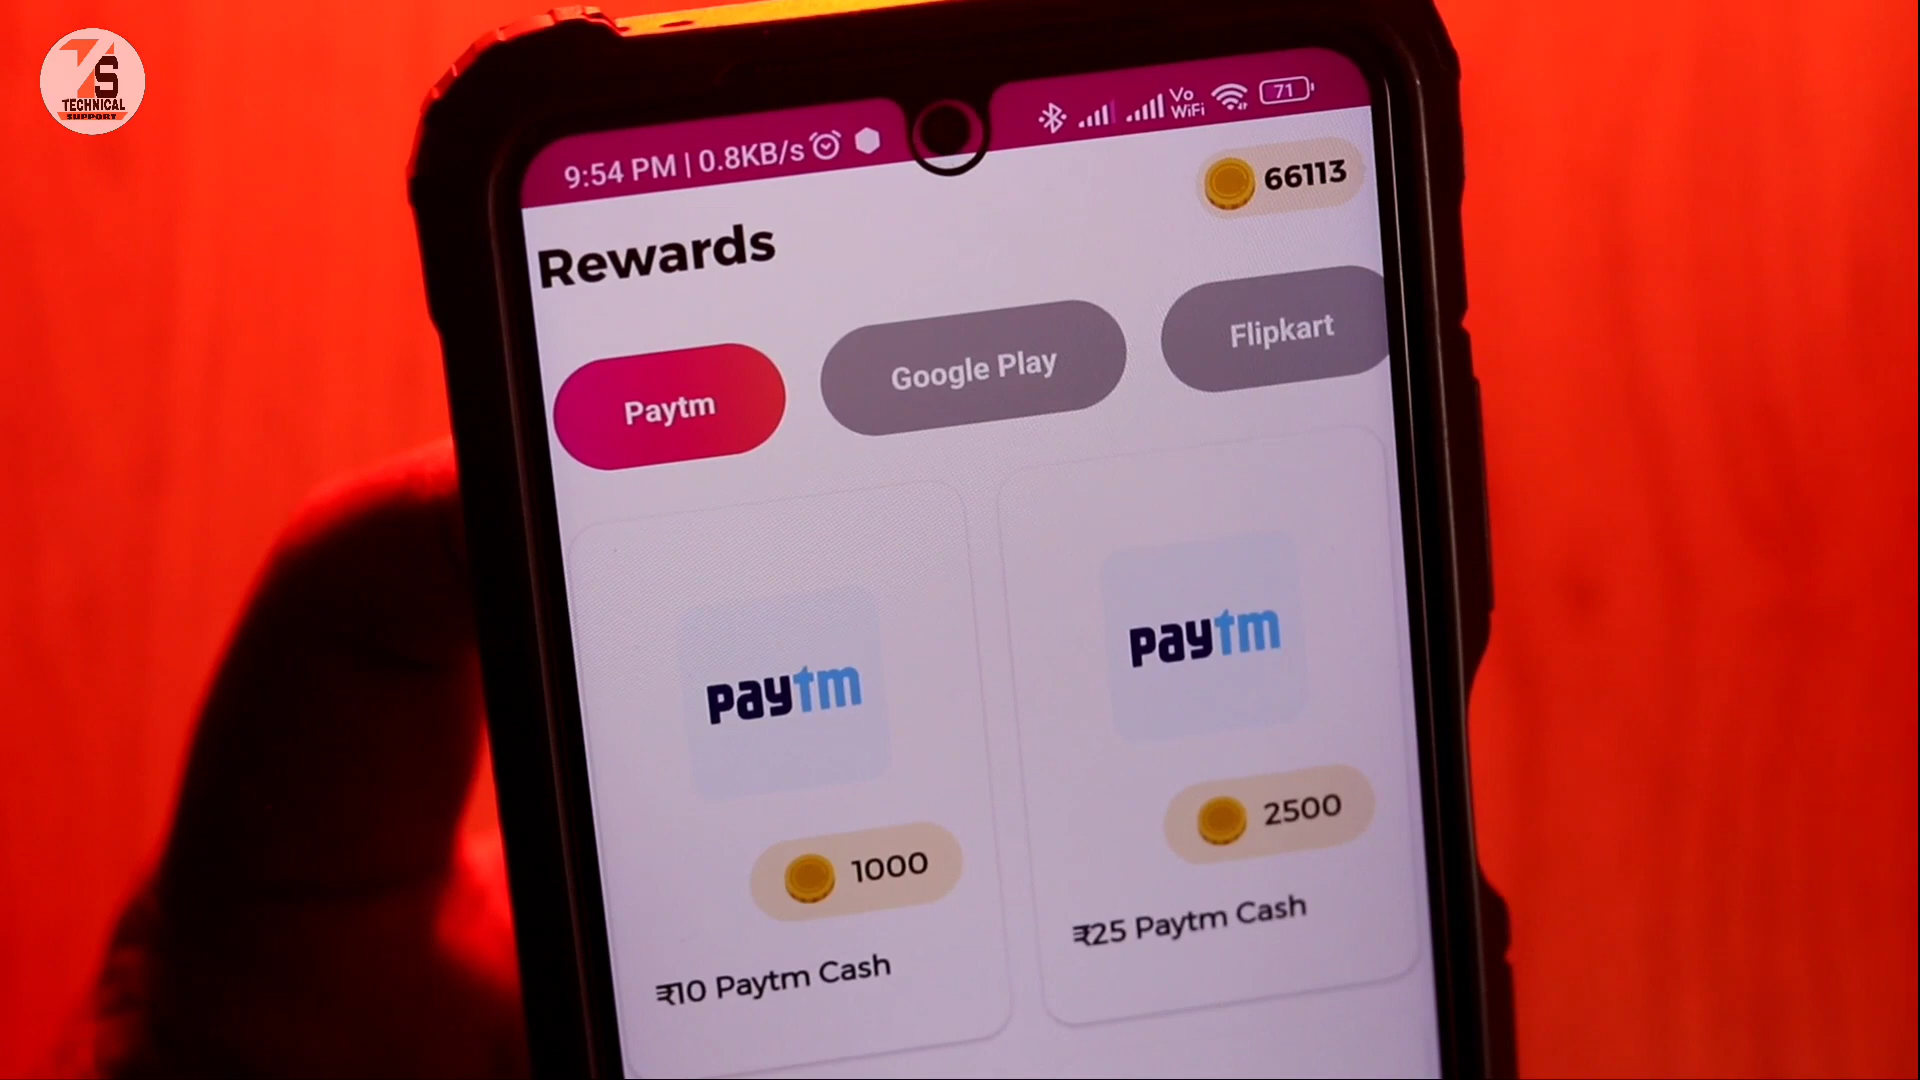 7S
TECHNICAL
SUPPORT
9:54 PM | 0.8KB/s
Vo
WiFi
71
66113
Rewards
Paytm
Google Play
Flipkart
paytm
paytm
1000
2500
₹10 Paytm Cash
₹25 Paytm Cash